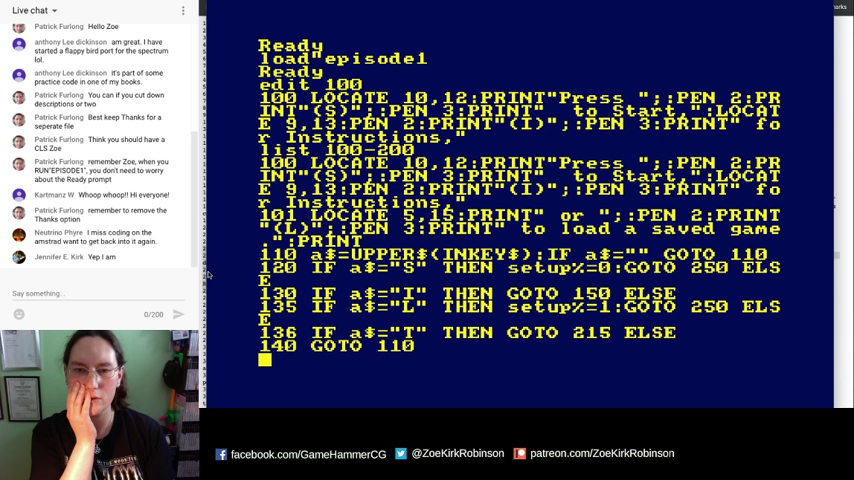 Live chat
Patrick Furlong Hello Zoe
anthony Lee dickinson am great. I have
started a flappy bird port for the spectrum
lol.
anthony Lee dickinson it's part of some
practice code in one of my books.
Patrick Furlong You can if you cut down
descriptions or two
Patrick Furlong Best keep Thanks for a
seperate file
Patrick Furlong Think you should have a
CLS Zoe
Patrick Furlong remember Zoe, when you
RUN"EPISODE1", you don't need to
worry about the Ready prompt
Kartmanz W Whoop whoop!! Hi everyone!
Patrick Furlong remember to remove the
Thanks option
Neutrino Phyre I miss coding on the
amstrad want to get back into it again.
Jennifer E. Kirk Yep I am
Say something...
0/200
Ready
load"episode1
Ready
edit 100
100 LOCATE 10,12:PRINT"Press ";:PEN 2:PR
INT"(S)";:PEN 3:PRINT" to Start,":LOCAT
E 9,13:PEN 2:PRINT"(I)";:PEN 3:PRINT" fo
r Instructions,"
list 100-200
100 LOCATE 10,12:PRINT"Press ";:PEN 2:PR
INT"(S)";:PEN 3:PRINT" to Start,":LOCAT
E 9,13:PEN 2:PRINT"(I)";:PEN 3:PRINT" fo
r Instructions,"
101 LOCATE 5,15:PRINT" or ";:PEN 2:PRINT
"(L)";:PEN 3:PRINT" to load a saved game
.":PRINT
110 a$=UPPER$(INKEY$):IF a$="" GOTO 110
120 IF a$="S" THEN setup%=0:GOTO 250 ELS
E
130 IF a$="I" THEN GOTO 150 ELSE
135 IF a$="L" THEN setup%=1:GOTO 250 ELS
E
136 IF a$="T" THEN GOTO 215 ELSE
140 GOTO 110
facebook.com/GameHammerCG @ZoeKirkRobinson patreon.com/ZoeKirkRobinson